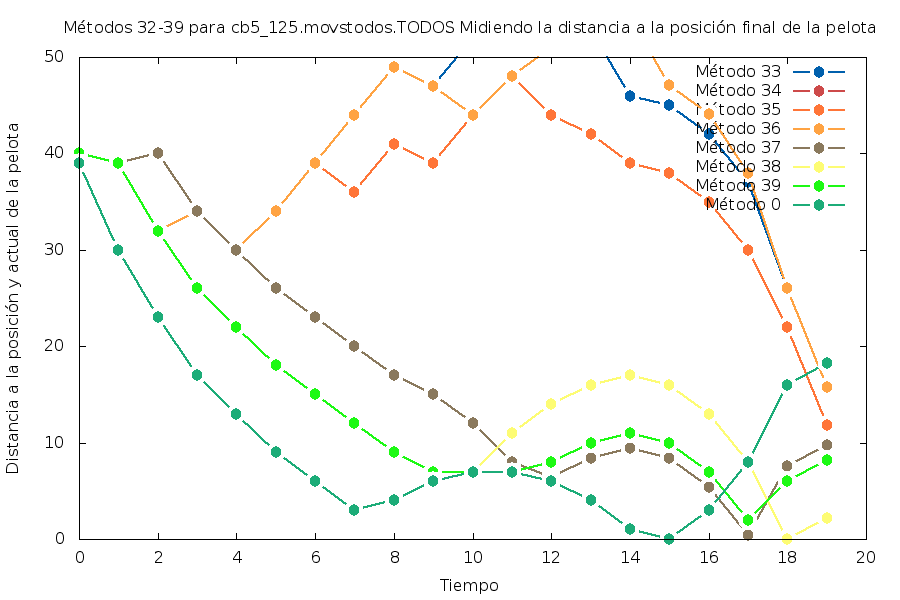 Métodos 32-39 para cb5_125.movstodos.TODOS Midiendo la distancia a la posición final de la pelota
Distancia a la posición y actual de la pelota
50
40
30
20
10
0
0 2 4 6 8 10 12 14 16 18 20
Tiempo
Método 33
Método 34
Método 35
Método 36
Método 37
Método 38
Método 39
Método 0